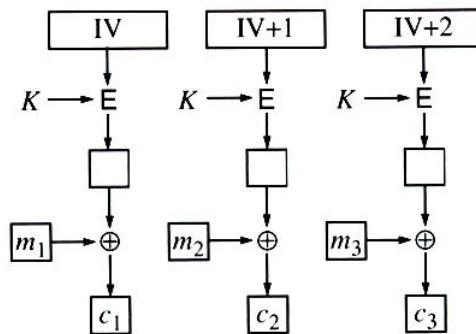 IV IV+1 IV+2
K E K E K E
m₁ ⊕ m₂ ⊕ m₃ ⊕
c₁ c₂ c₃